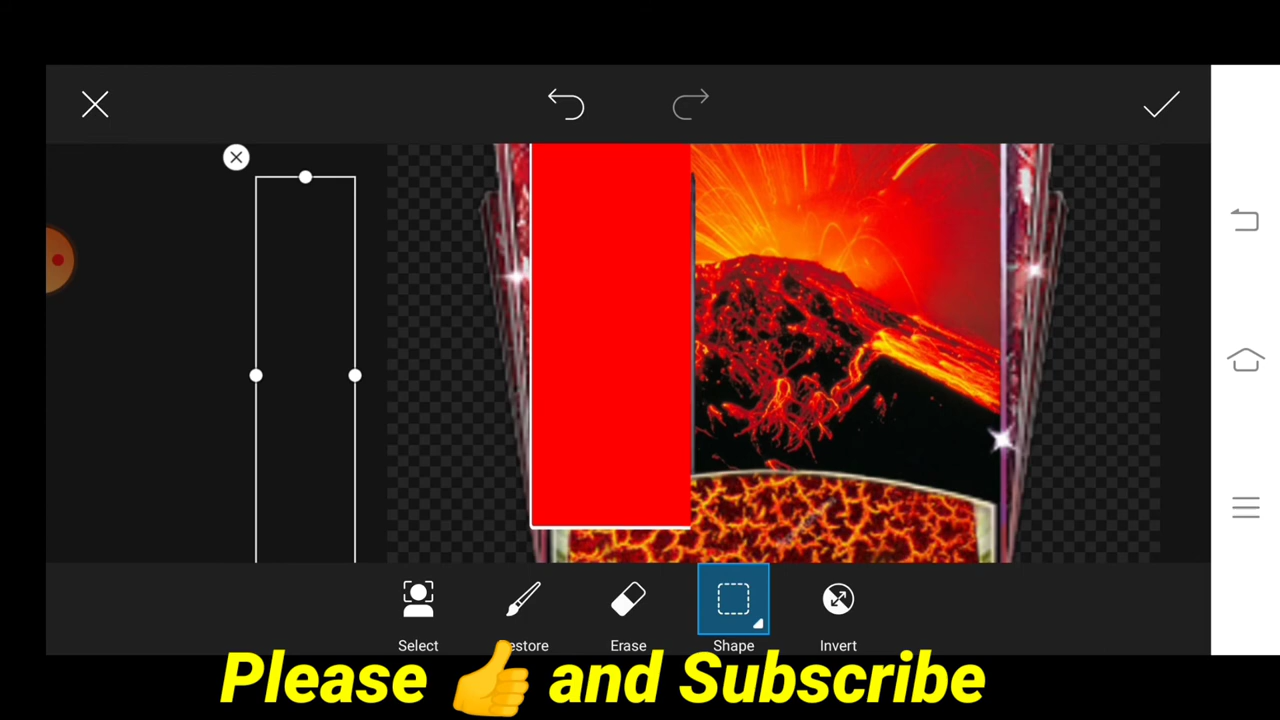 Select
estore
Erase
Shape
Invert
Please 👍 and Subscribe